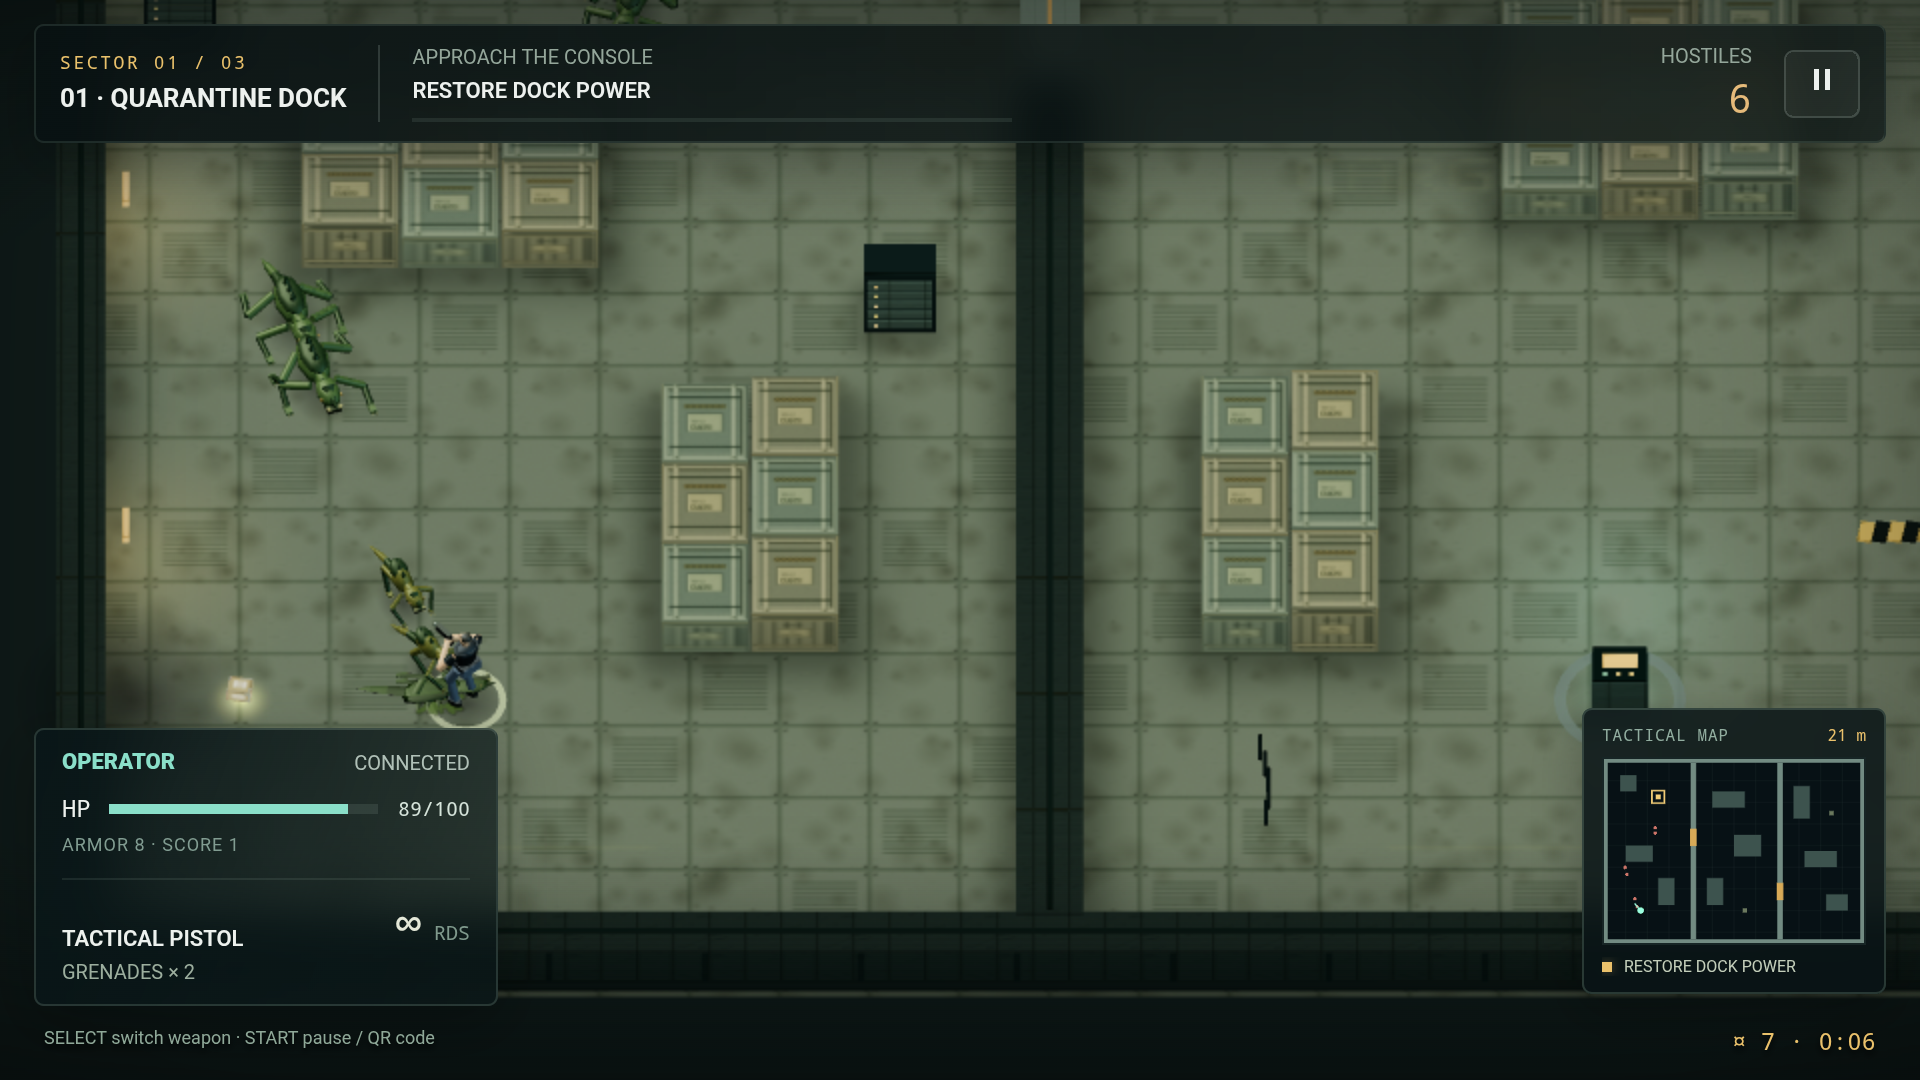 SECTOR 01 / 03
01 · QUARANTINE DOCK
APPROACH THE CONSOLE
RESTORE DOCK POWER
HOSTILES
6
OPERATOR
CONNECTED
HP
89/100
ARMOR 8 · SCORE 1
TACTICAL PISTOL
∞ RDS
GRENADES × 2
TACTICAL MAP
21 m
RESTORE DOCK POWER
SELECT switch weapon · START pause / QR code
¤ 7 · 0:06